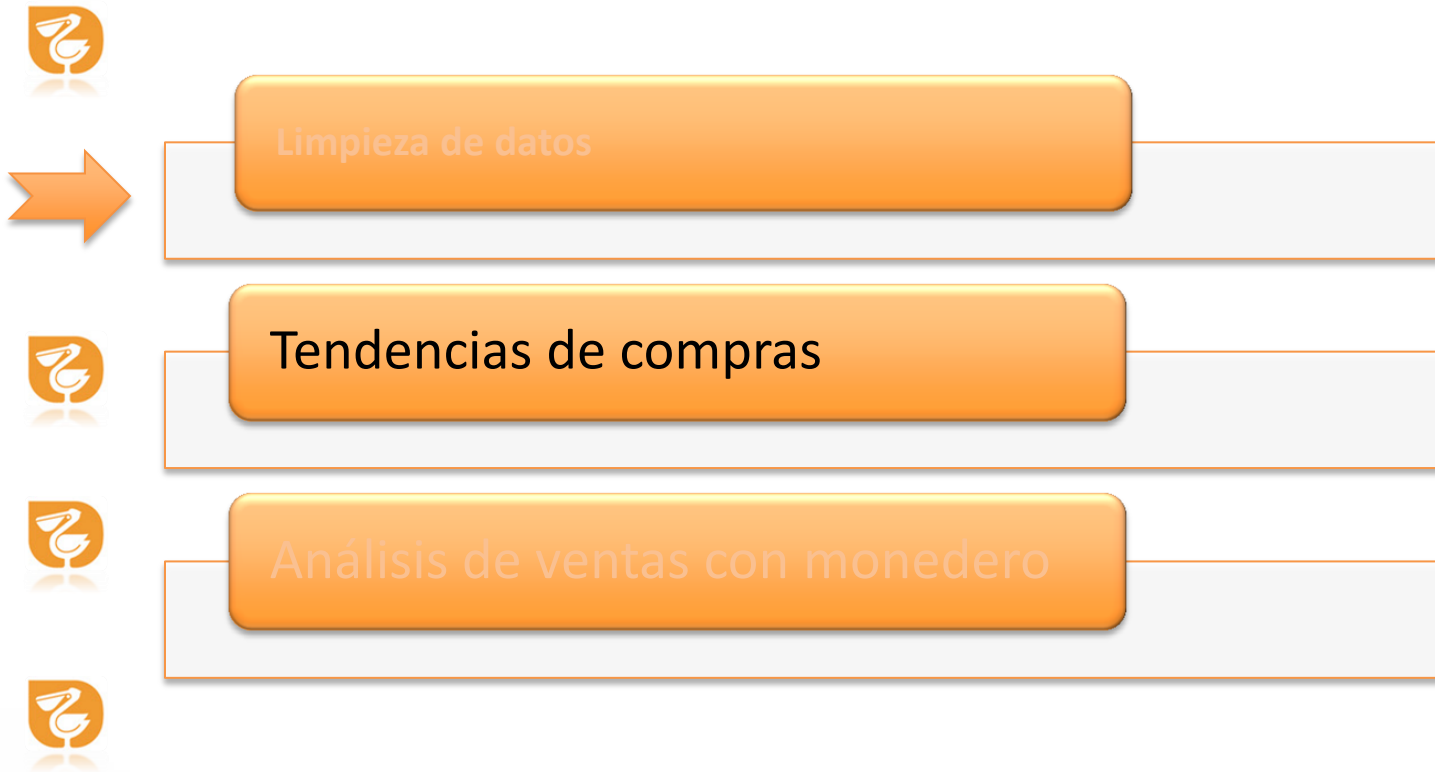 Limpieza de datos
Tendencias de compras
Análisis de ventas con monedero